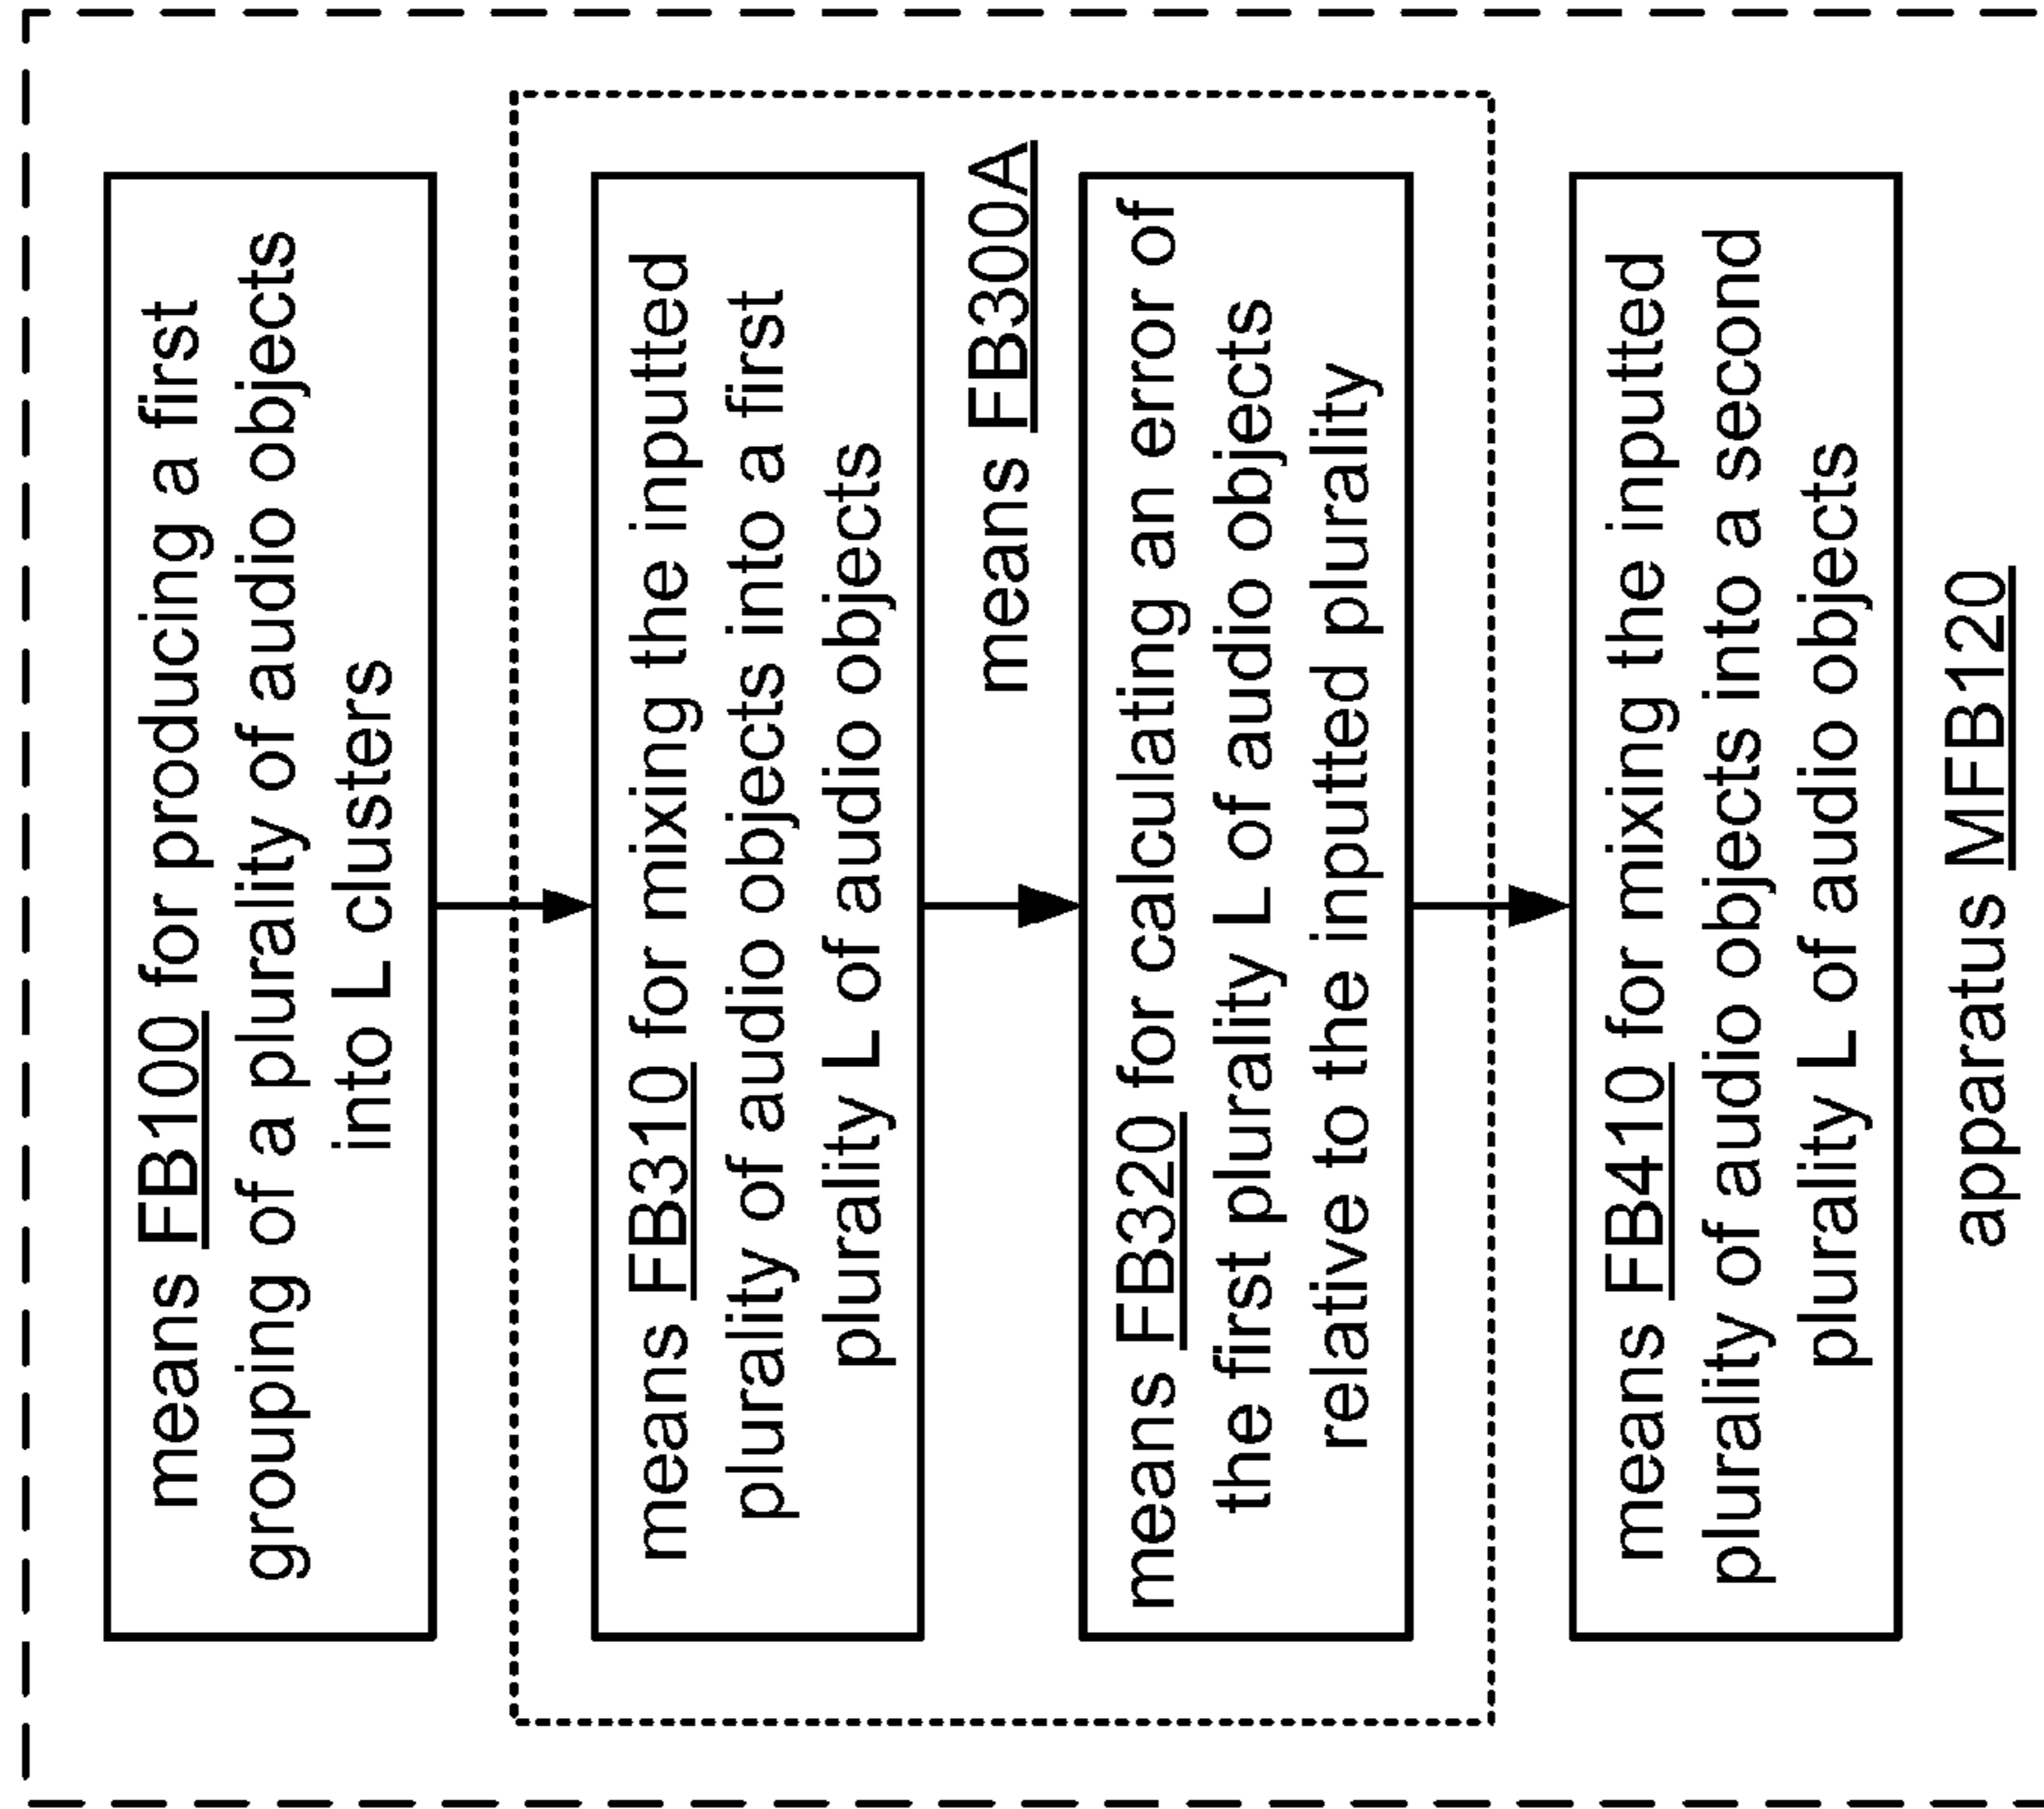 means FB100 for producing a first
grouping of a plurality of audio objects
into L clusters
means FB310 for mixing the inputted
plurality of audio objects into a first
plurality L of audio objects
means FB300A
means FB320 for calculating an error of
the first plurality L of audio objects
relative to the inputted plurality
means FB410 for mixing the inputted
plurality of audio objects into a second
plurality L of audio objects
apparatus MFB120